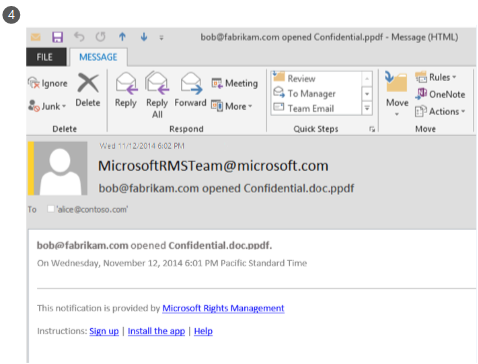 4
bob@fabrikam.com opened Confidential.ppdf - Message (HTML)
FILE MESSAGE
Ignore
Junk
Delete
Delete
Reply
Reply All
Forward
Meeting
More
Respond
Review
To Manager
Team Email
Quick Steps
Move
Rules
OneNote
Actions
Move
Wed 11/12/2014 6:02 PM
MicrosoftRMSTeam@microsoft.com
bob@fabrikam.com opened Confidential.doc.ppdf
To 'alice@contoso.com'
bob@fabrikam.com opened Confidential.doc.ppdf.
On Wednesday, November 12, 2014 6:01 PM Pacific Standard Time
This notification is provided by Microsoft Rights Management
Instructions: Sign up | Install the app | Help